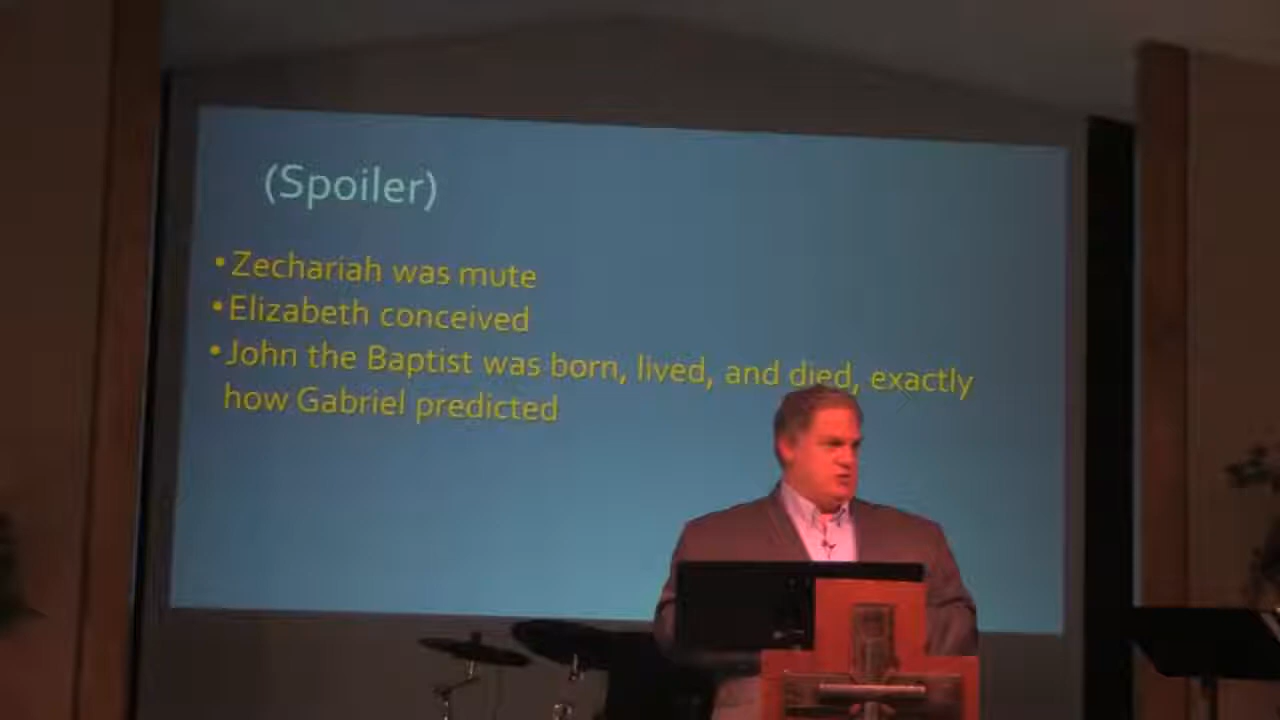 (Spoiler)
•Zechariah was mute
•Elizabeth conceived
•John the Baptist was born, lived, and died, exactly
how Gabriel predicted